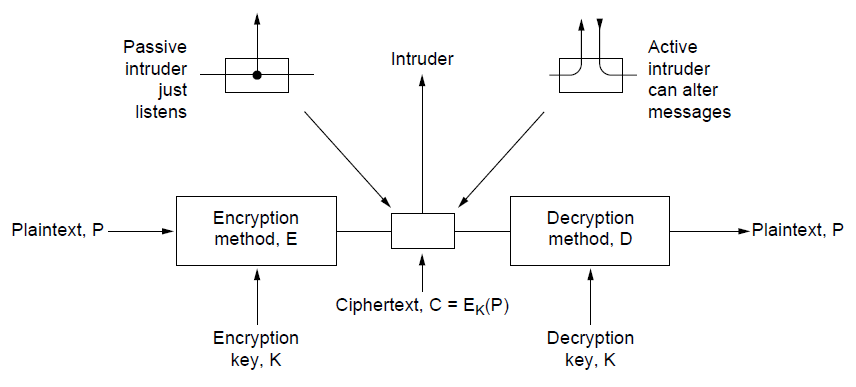 Passive
intruder
just
listens
Intruder
Active
intruder
can alter
messages
Plaintext, P
Encryption
method, E
Decryption
method, D
Plaintext, P
Ciphertext, C = EK(P)
Encryption
key, K
Decryption
key, K